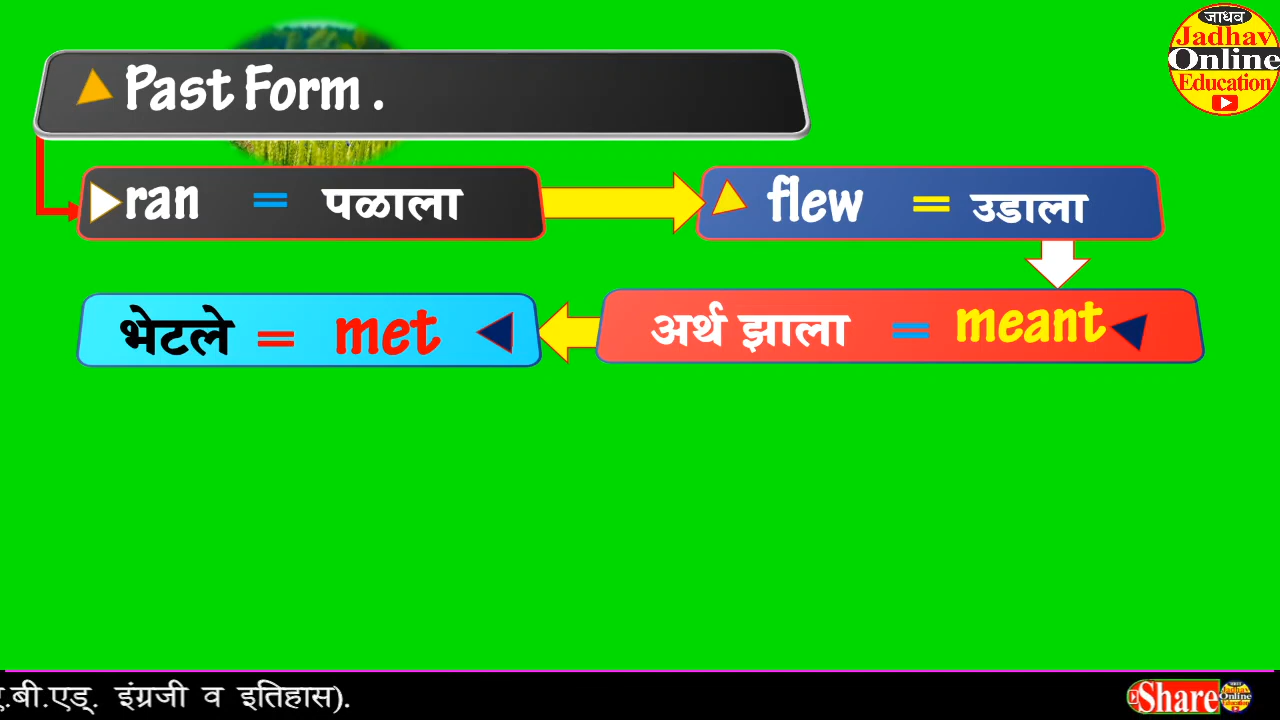 जाधव
Jadhav
Online
Education
Past Form .
ran = पळाला
flew = उडाला
अर्थ झाला = meant
भेटले = met
.बी.एड्. इंग्रजी व इतिहास).
Share